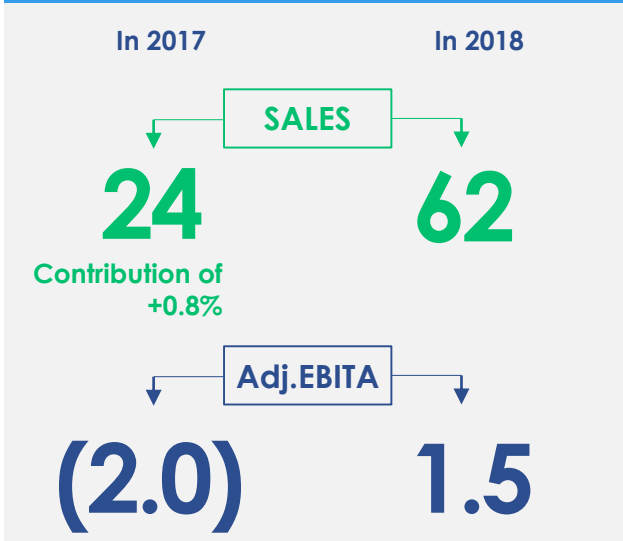 In 2017 In 2018
SALES
24 62
Contribution of
+0.8%
Adj.EBITA
(2.0) 1.5